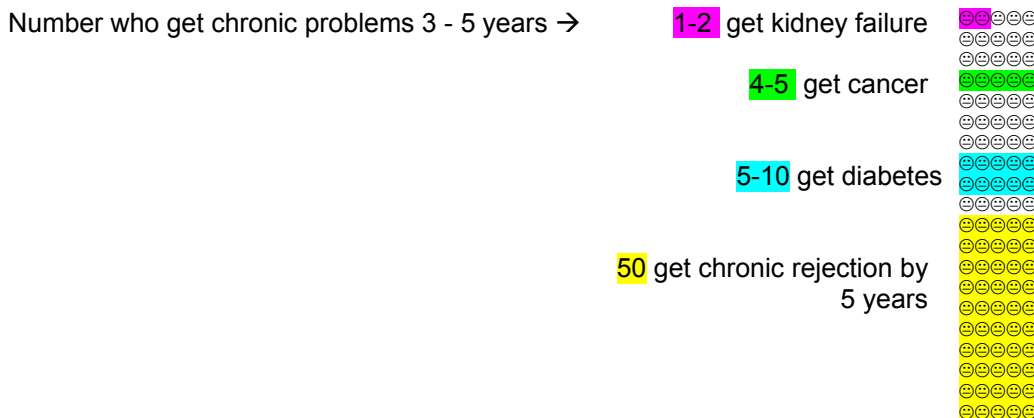 Number who get chronic problems 3 - 5 years →
1-2 get kidney failure
4-5 get cancer
5-10 get diabetes
50 get chronic rejection by
5 years